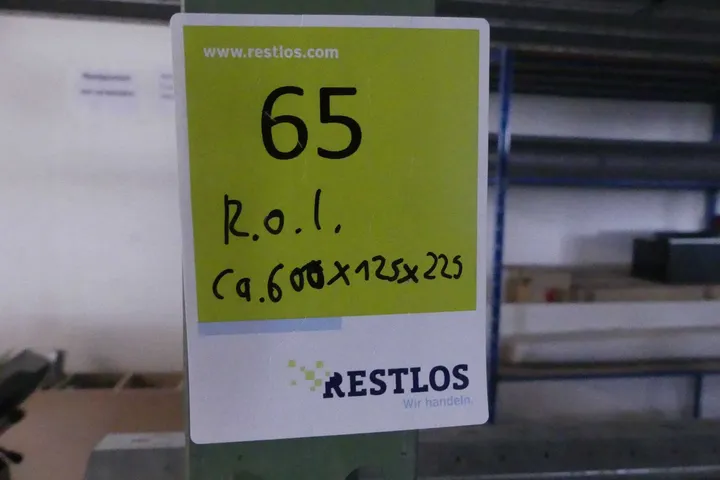 www.restlos.com
65
R.o.l.
Ca.600x125x225
RESTLOS
Wir handeln.